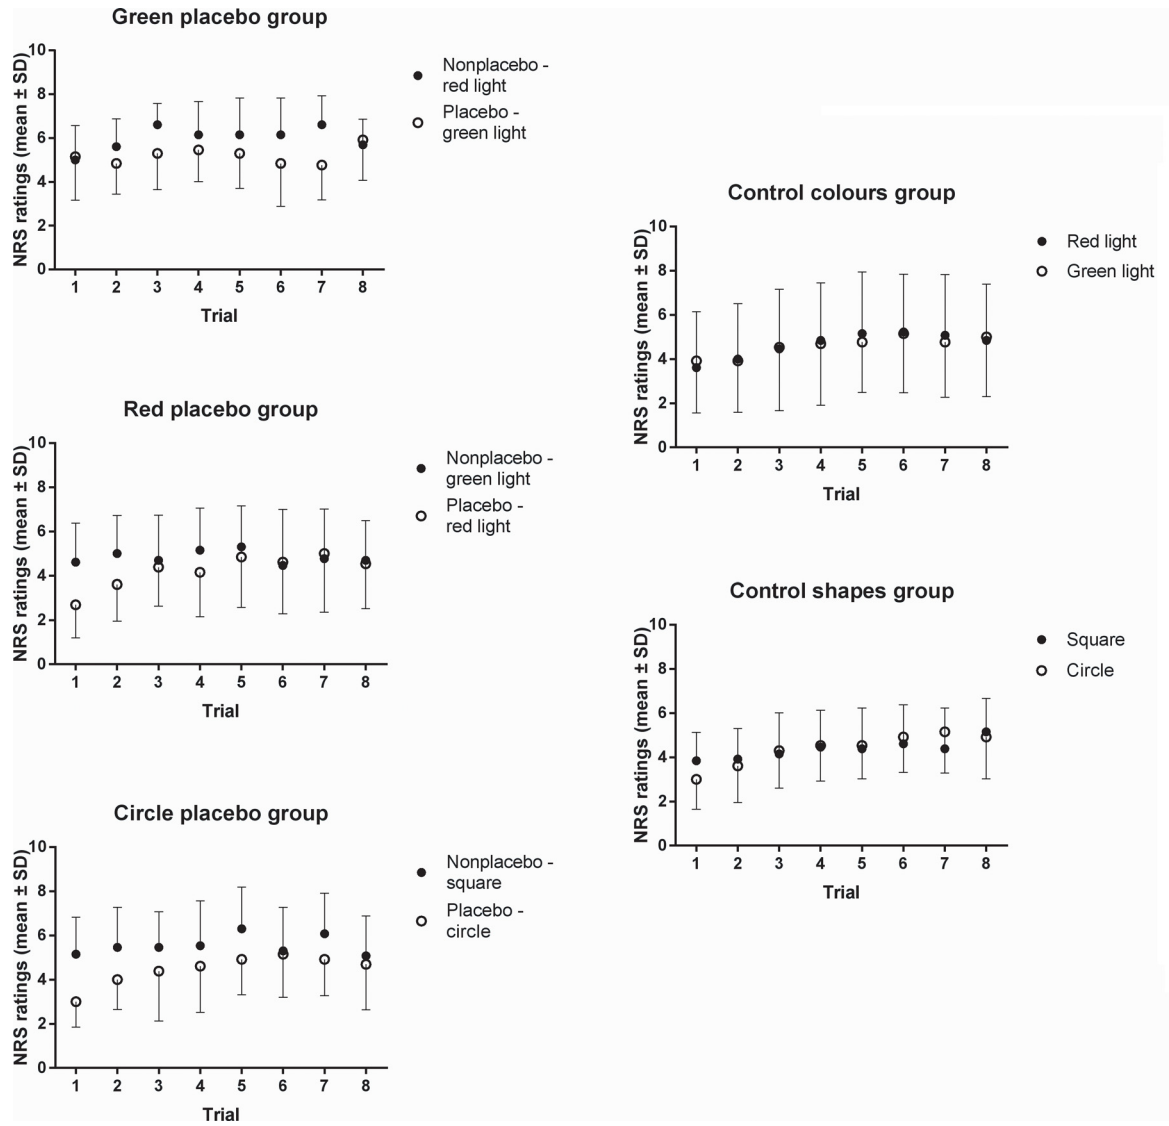 Green placebo group
NRS ratings (mean ± SD)
10
8
6
4
2
0
1 2 3 4 5 6 7 8
Trial
Nonplacebo -
red light
Placebo -
green light
Control colours group
NRS ratings (mean ± SD)
10
8
6
4
2
0
1 2 3 4 5 6 7 8
Trial
Red light
Green light
Red placebo group
NRS ratings (mean ± SD)
10
8
6
4
2
0
1 2 3 4 5 6 7 8
Trial
Nonplacebo -
green light
Placebo -
red light
Control shapes group
NRS ratings (mean ± SD)
10
8
6
4
2
0
1 2 3 4 5 6 7 8
Trial
Square
Circle
Circle placebo group
NRS ratings (mean ± SD)
10
8
6
4
2
0
1 2 3 4 5 6 7 8
Trial
Nonplacebo -
square
Placebo -
circle